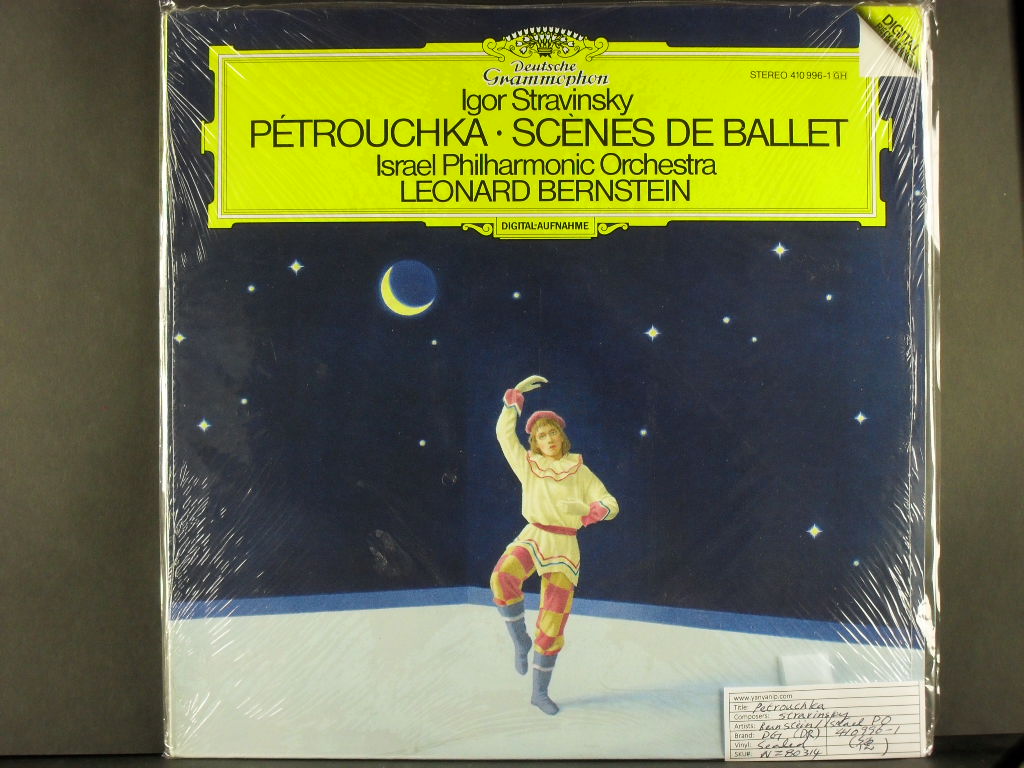 DIGITAL
Deutsche
Grammophon
STEREO 410 996-1 GH
Igor Stravinsky
PÉTROUCHKA · SCÈNES DE BALLET
Israel Philharmonic Orchestra
LEONARD BERNSTEIN
DIGITAL-AUFNAHME
www.yanyanlp.com
Title: Petrouchka
Composers: Stravinsky
Artists: Bernstein/Israel PO
Brand: DG (DR) 410996-1
Vinyl: Sealed
SKU#: N=80314